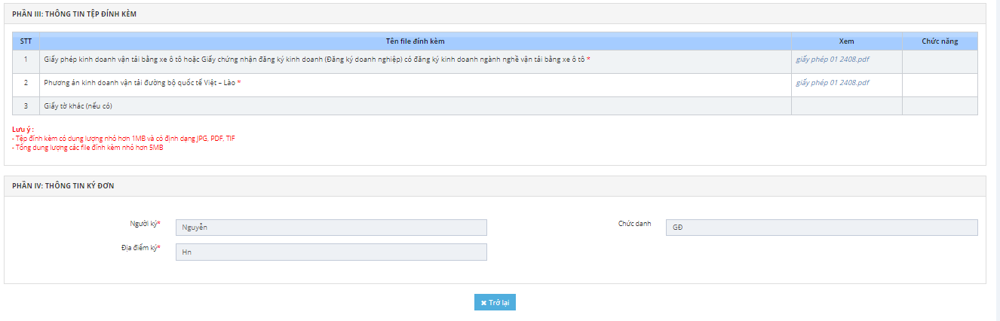 PHẦN III: THÔNG TIN TỆP ĐÍNH KÈM
STT Tên file đính kèm Xem Chức năng
1 Giấy phép kinh doanh vận tải bằng xe ô tô hoặc Giấy chứng nhận đăng ký kinh doanh (Đăng ký doanh nghiệp) có đăng ký kinh doanh ngành nghề vận tải bằng xe ô tô * giấy phép 01 2408.pdf
2 Phương án kinh doanh vận tải đường bộ quốc tế Việt – Lào * giấy phép 01 2408.pdf
3 Giấy tờ khác (nếu có)
Lưu ý :
- Tệp đính kèm có dung lượng nhỏ hơn 1MB và có định dạng JPG, PDF, TIF
- Tổng dung lượng các file đính kèm nhỏ hơn 5MB
PHẦN IV: THÔNG TIN KÝ ĐƠN
Người ký* Nguyễn Chức danh GĐ
Địa điểm ký* Hn
✖ Trở lại